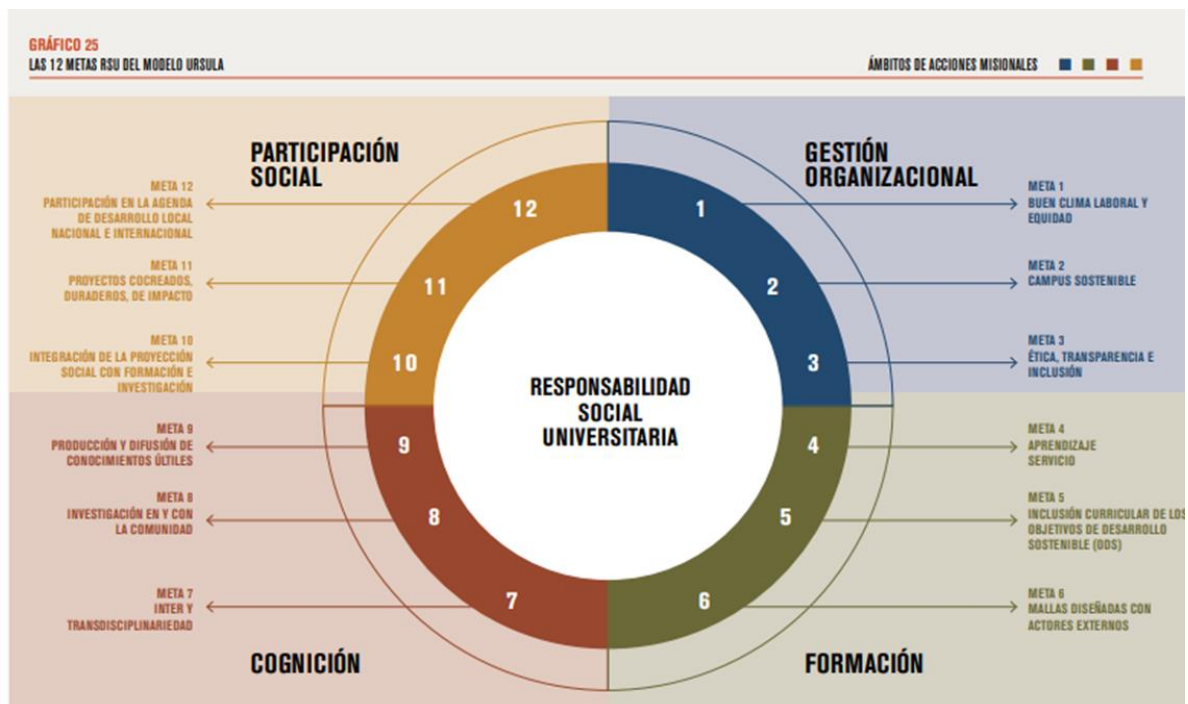 GRÁFICO 25
LAS 12 METAS RSU DEL MODELO URSULA
ÁMBITOS DE ACCIONES MISIONALES
PARTICIPACIÓN
SOCIAL
META 12
PARTICIPACIÓN EN LA AGENDA
DE DESARROLLO LOCAL
NACIONAL E INTERNACIONAL
META 11
PROYECTOS COCREADOS,
DURADEROS, DE IMPACTO
META 10
INTEGRACIÓN DE LA PROYECCIÓN
SOCIAL CON FORMACIÓN E
INVESTIGACIÓN
12
11
10
GESTIÓN
ORGANIZACIONAL
META 1
BUEN CLIMA LABORAL Y
EQUIDAD
META 2
CAMPUS SOSTENIBLE
META 3
ÉTICA, TRANSPARENCIA E
INCLUSIÓN
1
2
3
RESPONSABILIDAD
SOCIAL
UNIVERSITARIA
META 9
PRODUCCIÓN Y DIFUSIÓN DE
CONOCIMIENTOS ÚLTILES
META 8
INVESTIGACIÓN EN Y CON
LA COMUNIDAD
META 7
INTER Y
TRANSDISCIPLINARIEDAD
9
8
7
COGNICIÓN
META 4
APRENDIZAJE
SERVICIO
META 5
INCLUSIÓN CURRICULAR DE LOS
OBJETIVOS DE DESARROLLO
SOSTENIBLE (ODS)
META 6
MALLAS DISEÑADAS CON
ACTORES EXTERNOS
4
5
6
FORMACIÓN